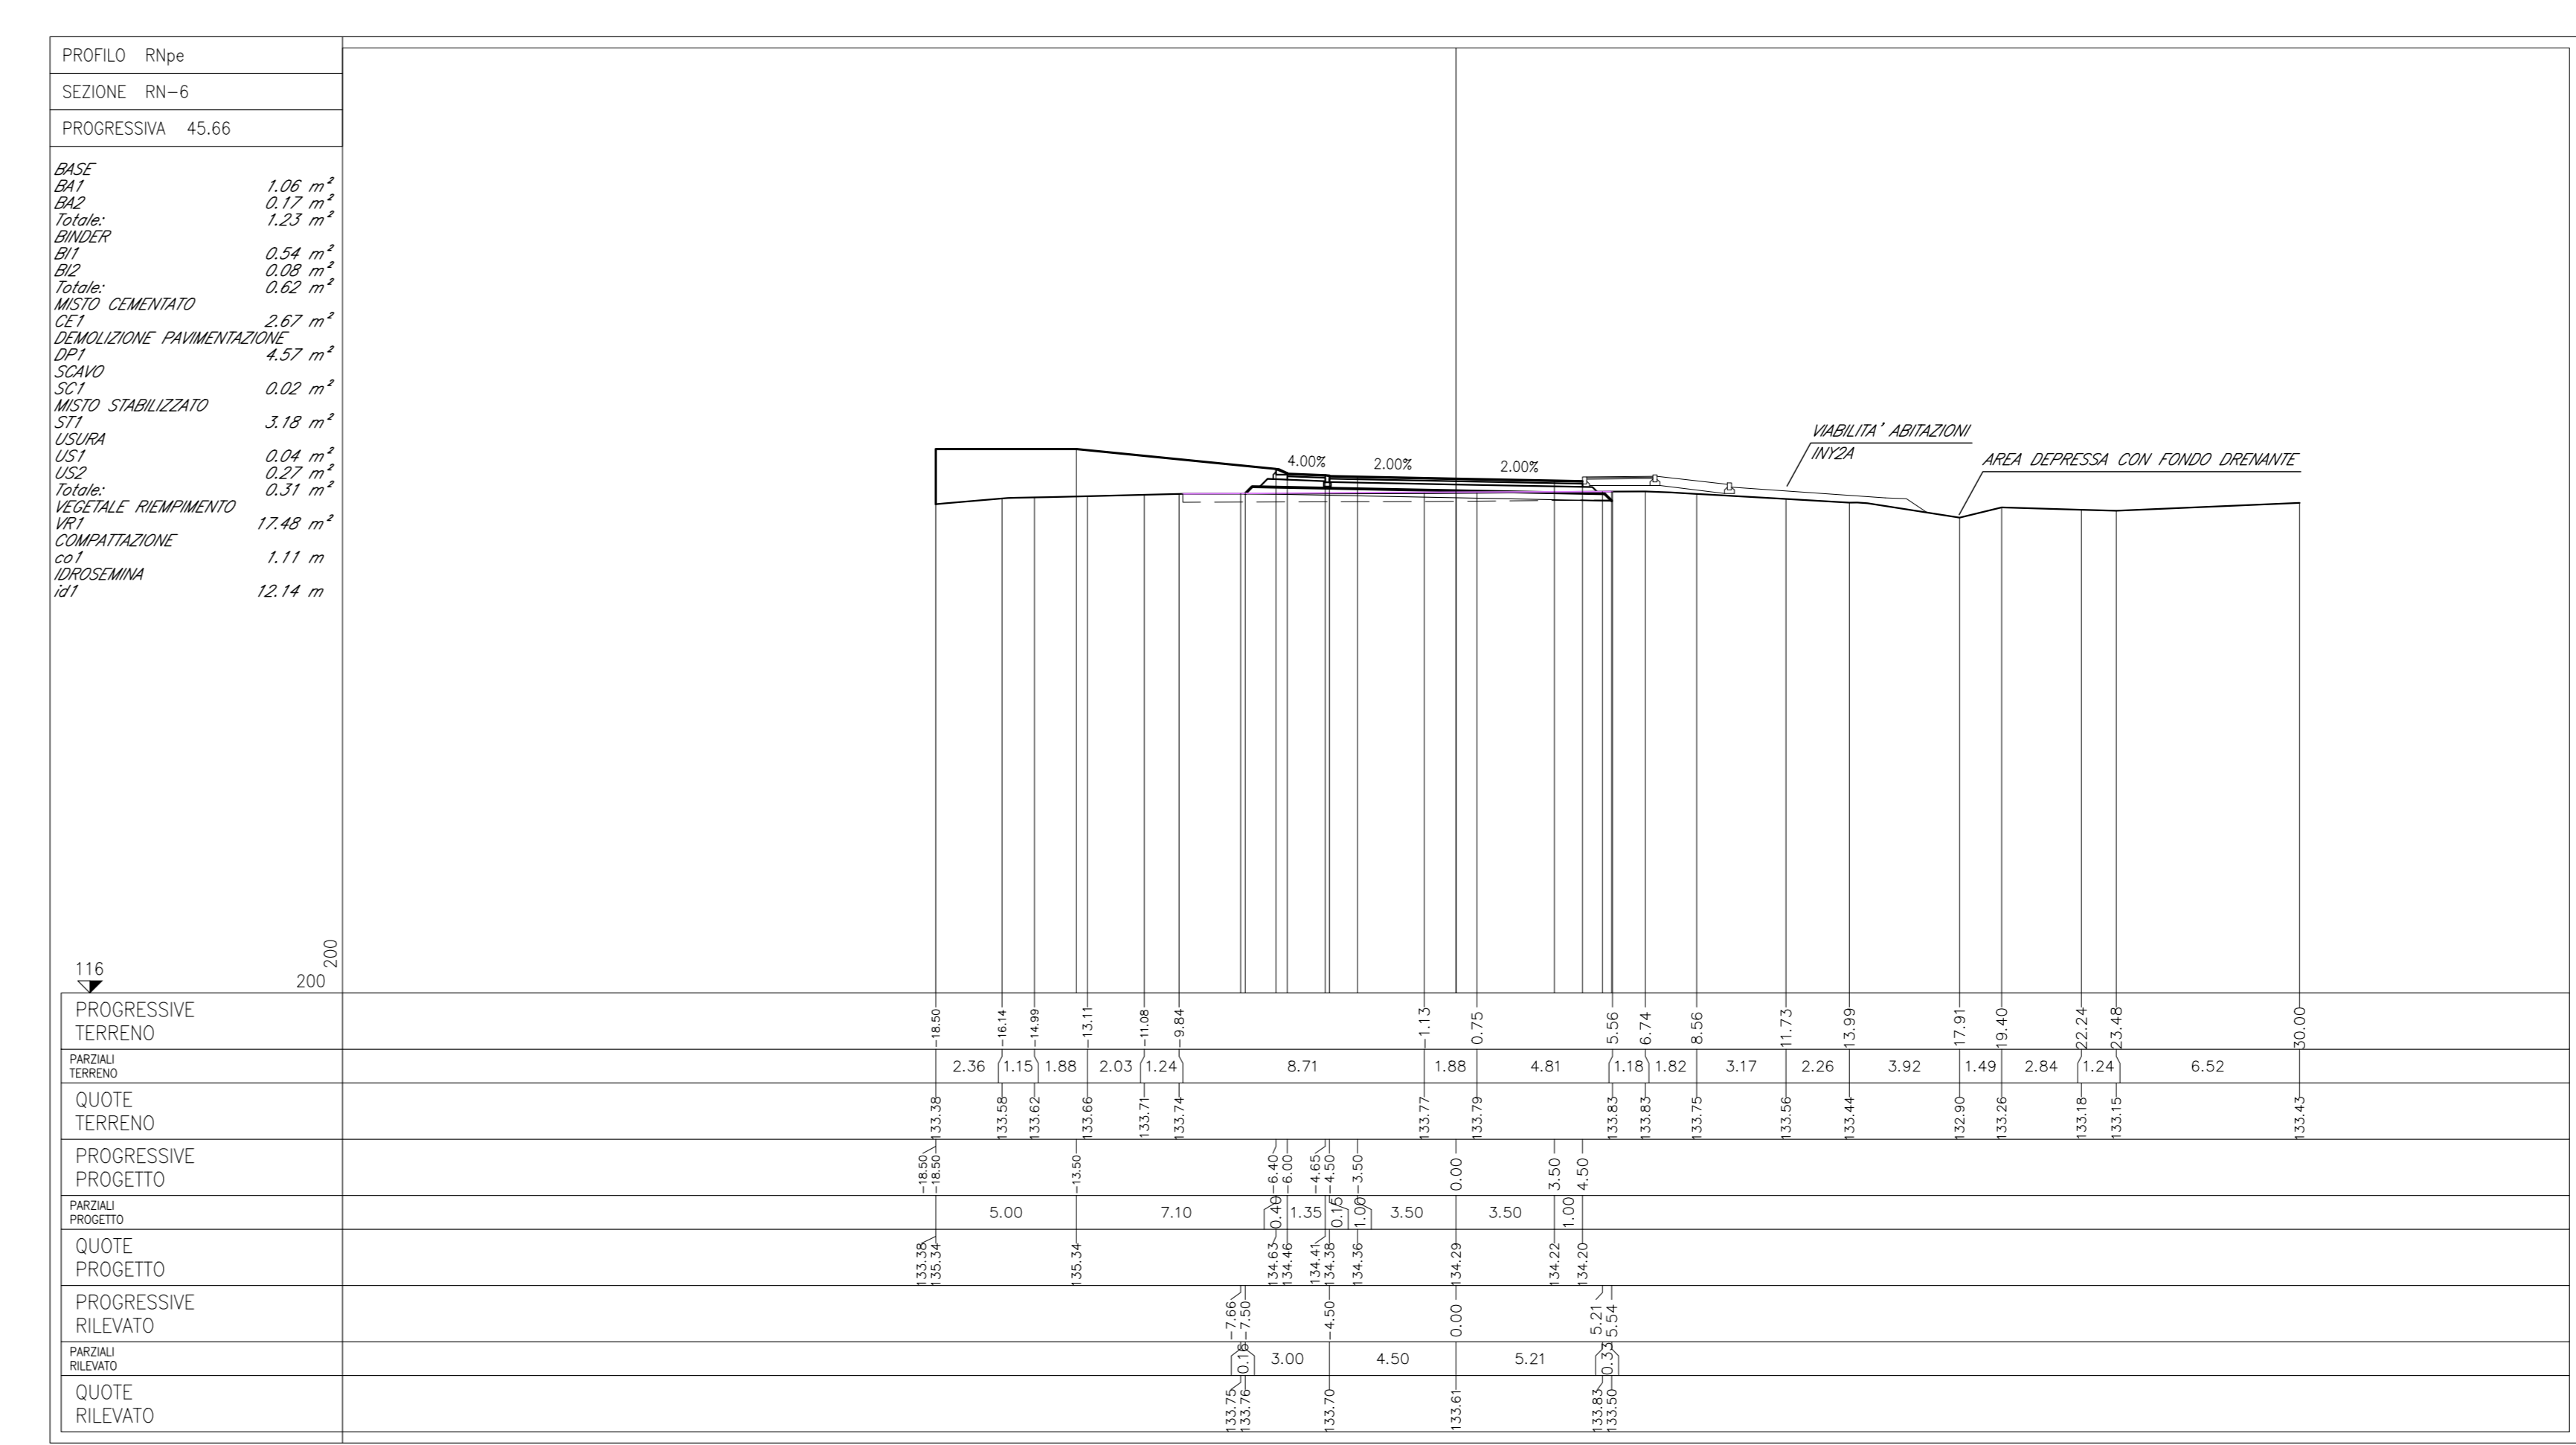 PROFILO RNpe
SEZIONE RN-6
PROGRESSIVA 45.66
BASE
BA1 1.06 m²
BA2 0.17 m²
Totale: 1.23 m²
BINDER
BI1 0.54 m²
BI2 0.08 m²
Totale: 0.62 m²
MISTO CEMENTATO
CE1 2.67 m²
DEMOLIZIONE PAVIMENTAZIONE
DP1 4.57 m²
SCAVO
SC1 0.02 m²
MISTO STABILIZZATO
ST1 3.18 m²
USURA
US1 0.04 m²
US2 0.27 m²
Totale: 0.31 m²
VEGETALE RIEMPIMENTO
VR1 17.48 m²
COMPATTAZIONE
co1 1.11 m
IDROSEMINA
id1 12.14 m
4.00% 2.00% 2.00%
VIABILITA' ABITAZIONI
INY2A
AREA DEPRESSA CON FONDO DRENANTE
116 200 200
PROGRESSIVE
TERRENO
-18.50 -16.14 -14.99 -13.11 -11.08 -9.84 -1.13 0.75 5.56 6.74 8.56 11.73 13.99 17.91 19.40 22.24 23.48 30.00
PARZIALI
TERRENO
2.36 1.15 1.88 2.03 1.24 8.71 1.88 4.81 1.18 1.82 3.17 2.26 3.92 1.49 2.84 1.24 6.52
QUOTE
TERRENO
133.38 133.58 133.62 133.66 133.71 133.74 133.77 133.79 133.83 133.83 133.75 133.56 133.44 132.90 133.26 133.18 133.15 133.43
PROGRESSIVE
PROGETTO
-18.50 -18.50 -13.50 -6.40 -6.00 -4.65 -4.50 -3.50 0.00 3.50 4.50
PARZIALI
PROGETTO
5.00 7.10 0.40 1.35 0.15 1.00 3.50 3.50 1.00
QUOTE
PROGETTO
133.38 135.34 135.34 134.63 134.46 134.41 134.38 134.36 134.29 134.22 134.20
PROGRESSIVE
RILEVATO
-7.66 -7.50 -4.50 0.00 5.21 5.54
PARZIALI
RILEVATO
0.16 3.00 4.50 5.21 0.33
QUOTE
RILEVATO
133.75 133.76 133.70 133.61 133.83 133.50